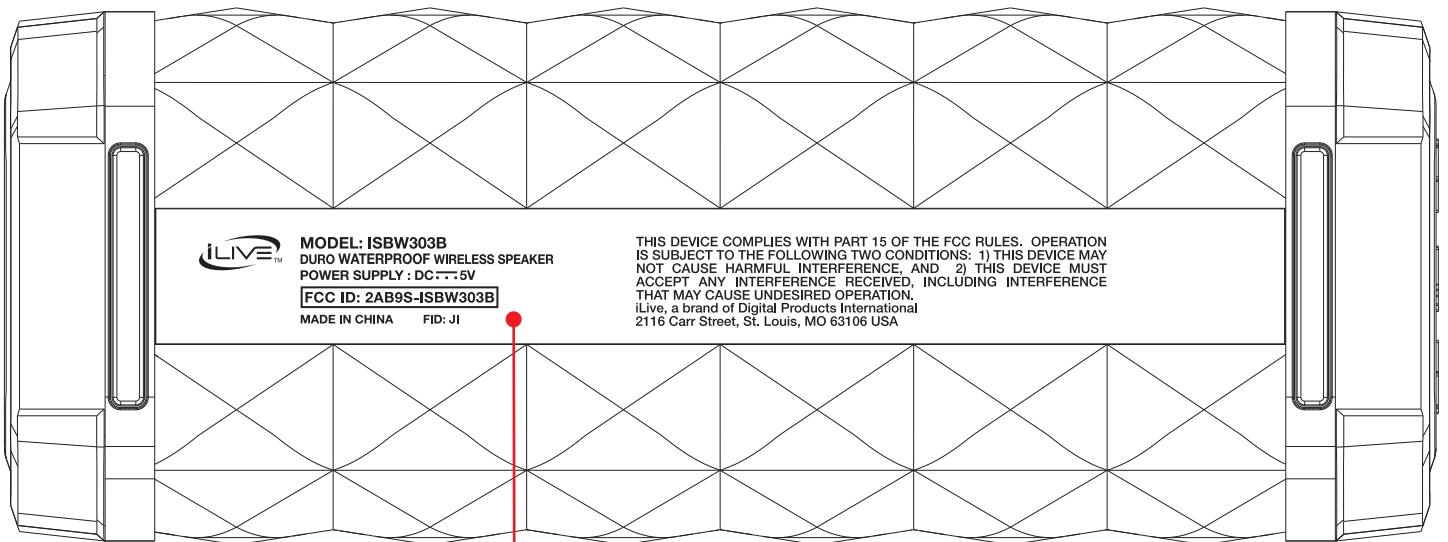 iLIVE TM
MODEL: ISBW303B
DURO WATERPROOF WIRELESS SPEAKER
POWER SUPPLY : DC ⎓ 5V
FCC ID: 2AB9S-ISBW303B
MADE IN CHINA FID: JI
THIS DEVICE COMPLIES WITH PART 15 OF THE FCC RULES. OPERATION
IS SUBJECT TO THE FOLLOWING TWO CONDITIONS: 1) THIS DEVICE MAY
NOT CAUSE HARMFUL INTERFERENCE, AND 2) THIS DEVICE MUST
ACCEPT ANY INTERFERENCE RECEIVED, INCLUDING INTERFERENCE
THAT MAY CAUSE UNDESIRED OPERATION.
iLive, a brand of Digital Products International
2116 Carr Street, St. Louis, MO 63106 USA